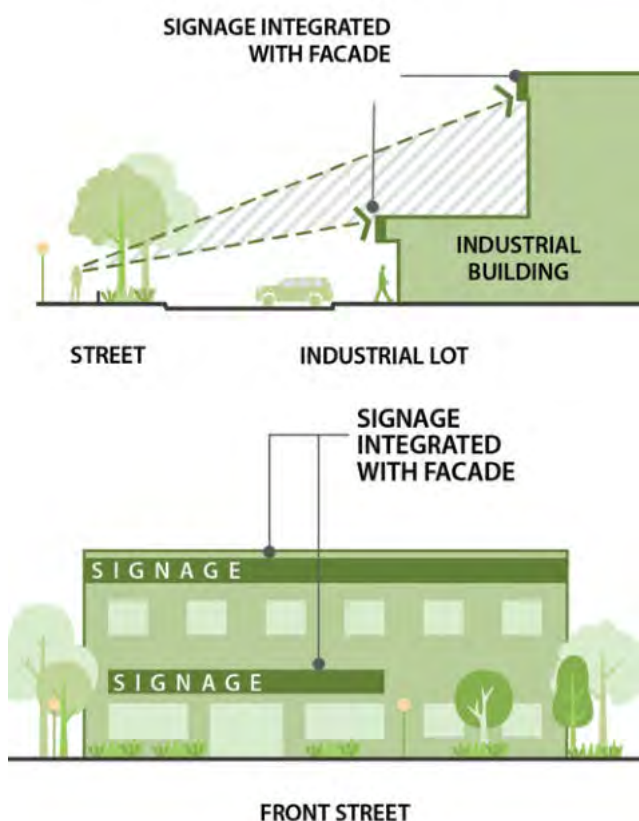 SIGNAGE INTEGRATED
WITH FACADE
INDUSTRIAL
BUILDING
STREET
INDUSTRIAL LOT
SIGNAGE
INTEGRATED
WITH FACADE
SIGNAGE
SIGNAGE
FRONT STREET